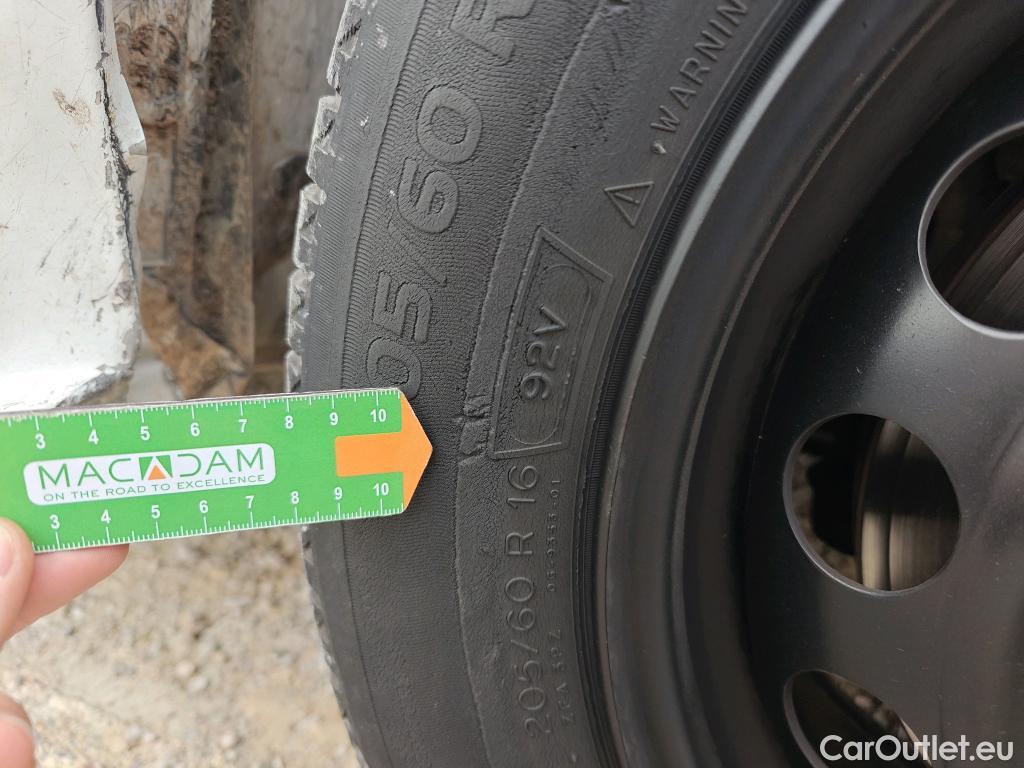 05/60 R
WARNIN
92V
3 4 5 6 7 8 9 10
MACADAM
ON THE ROAD TO EXCELLENCE
3 4 5 6 7 8 9 10
205/60 R 16
CarOutlet.eu